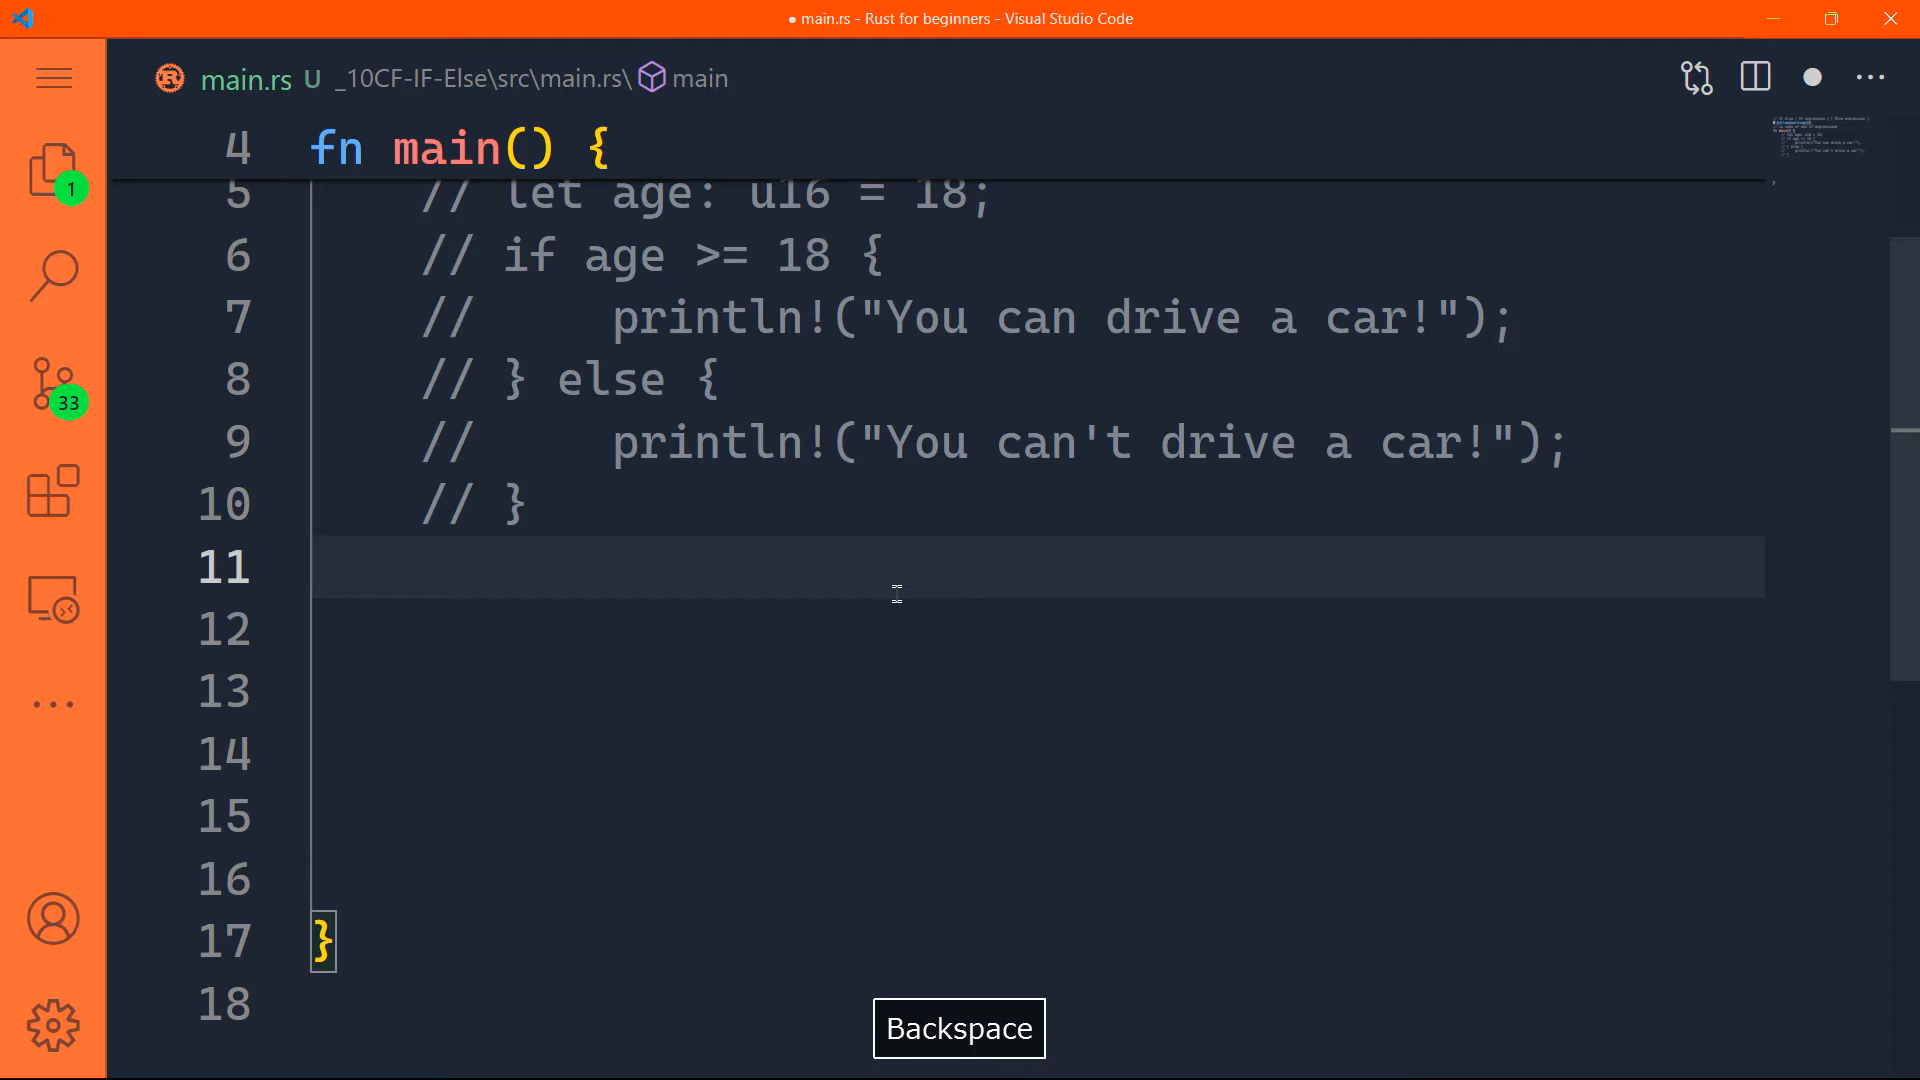 ● main.rs - Rust for beginners - Visual Studio Code
main.rs U _10CF-IF-Else\src\main.rs\ main
4 fn main() {
5 // let age: u16 = 18;
6 // if age >= 18 {
7 // println!("You can drive a car!");
8 // } else {
9 // println!("You can't drive a car!");
10 // }
11
12
13
14
15
16
17 }
18
1
33
Backspace